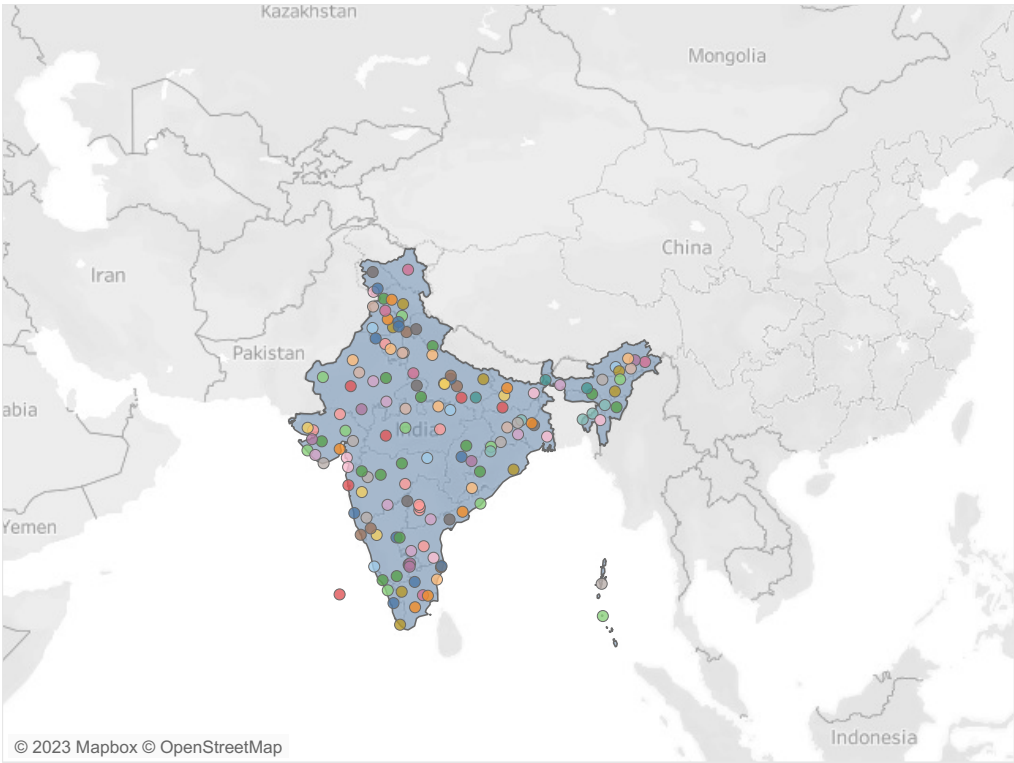 Kazakhstan
Mongolia
China
Iran
Pakistan
abia
India
Yemen
Indonesia
© 2023 Mapbox © OpenStreetMap